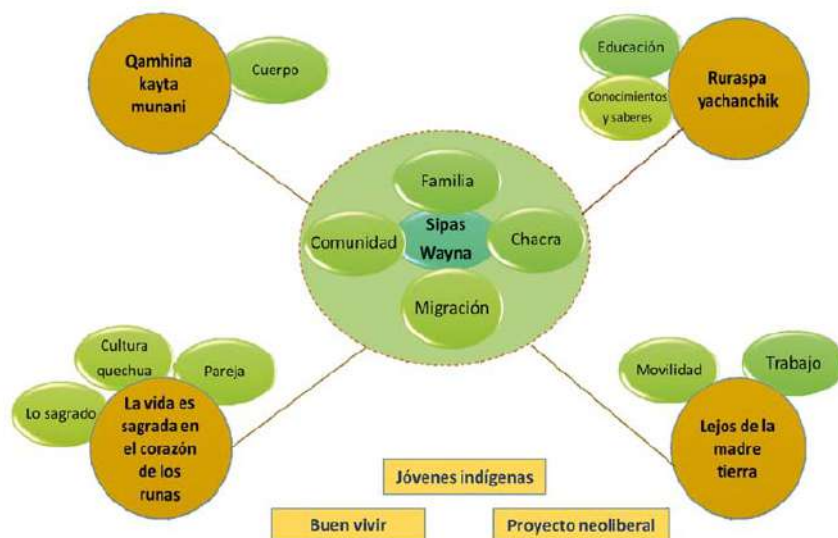 Qamhina
kayta
munani
Cuerpo
Educación
Conocimientos
y saberes
Ruraspa
yachanchik
Familia
Comunidad
Sipas
Wayna
Chacra
Migración
Cultura
quechua
Pareja
Lo sagrado
La vida es
sagrada en
el corazón
de los
runas
Movilidad
Trabajo
Lejos de la
madre
tierra
Jóvenes indígenas
Buen vivir
Proyecto neoliberal